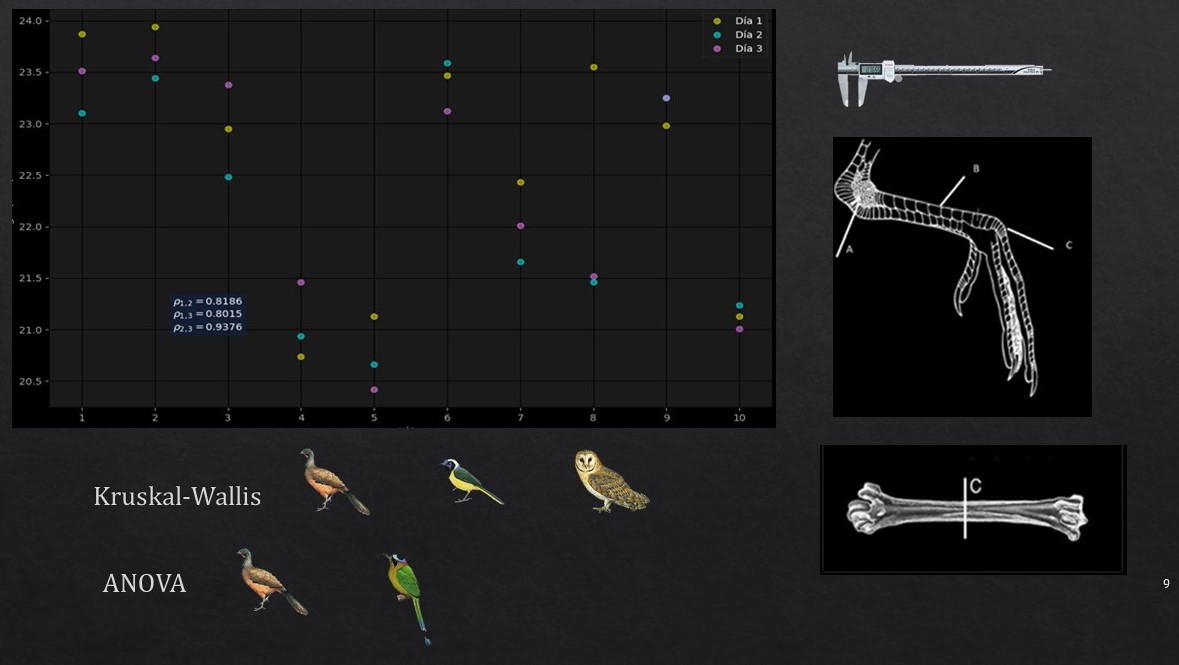 24.0
23.5
23.0
22.5
22.0
21.5
21.0
20.5
Día 1
Día 2
Día 3
ρ1,2 = 0.8186
ρ1,3 = 0.8015
ρ2,3 = 0.9376
1 2 3 4 5 6 7 8 9 10
B
A
C
Kruskal-Wallis
C
ANOVA
9